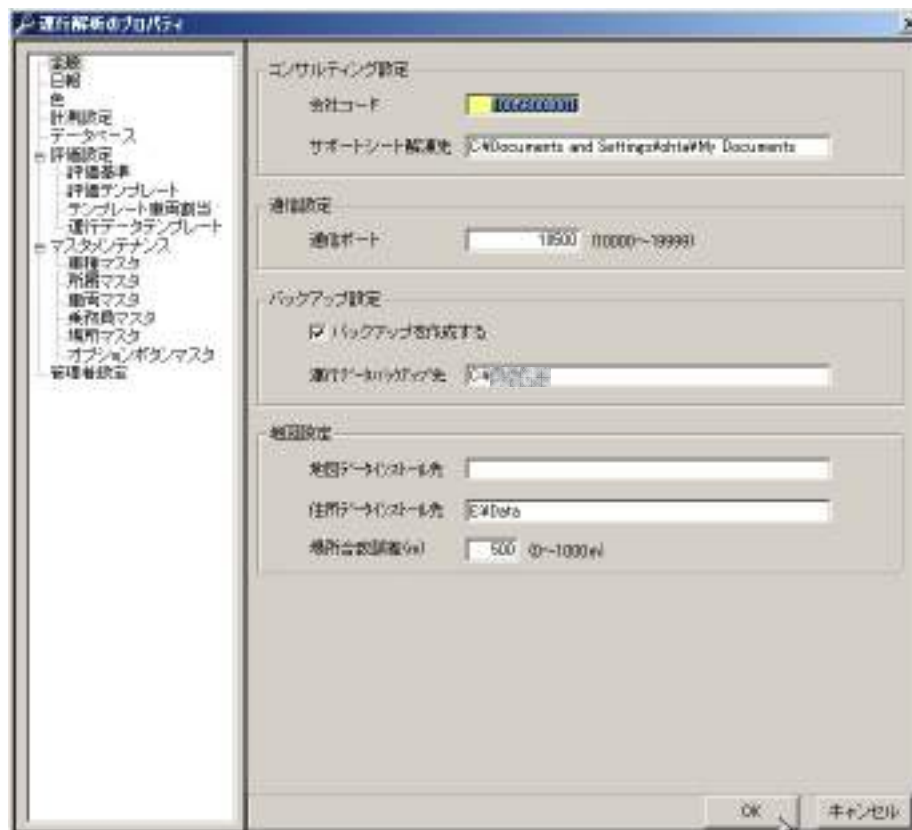 運行解析のプロパティ
全般
日報
色
計測設定
データベース
評価設定
評価基準
評価テンプレート
テンプレート車両割当
運行データテンプレート
マスタメンテナンス
車種マスタ
所属マスタ
車両マスタ
乗務員マスタ
場所マスタ
オプションボタンマスタ
管理者設定
コンサルティング設定
会社コード
サポートシート解凍先 C:¥Documents and Settings¥ohta¥My Documents
通信設定
通信ポート 10500 (10000～19999)
バックアップ設定
バックアップを作成する
運行データバックアップ先 C:¥
地図設定
地図データインストール先
住所データインストール先 E:¥Data
場所合致誤差(m) 500 (0～1000m)
OK キャンセル